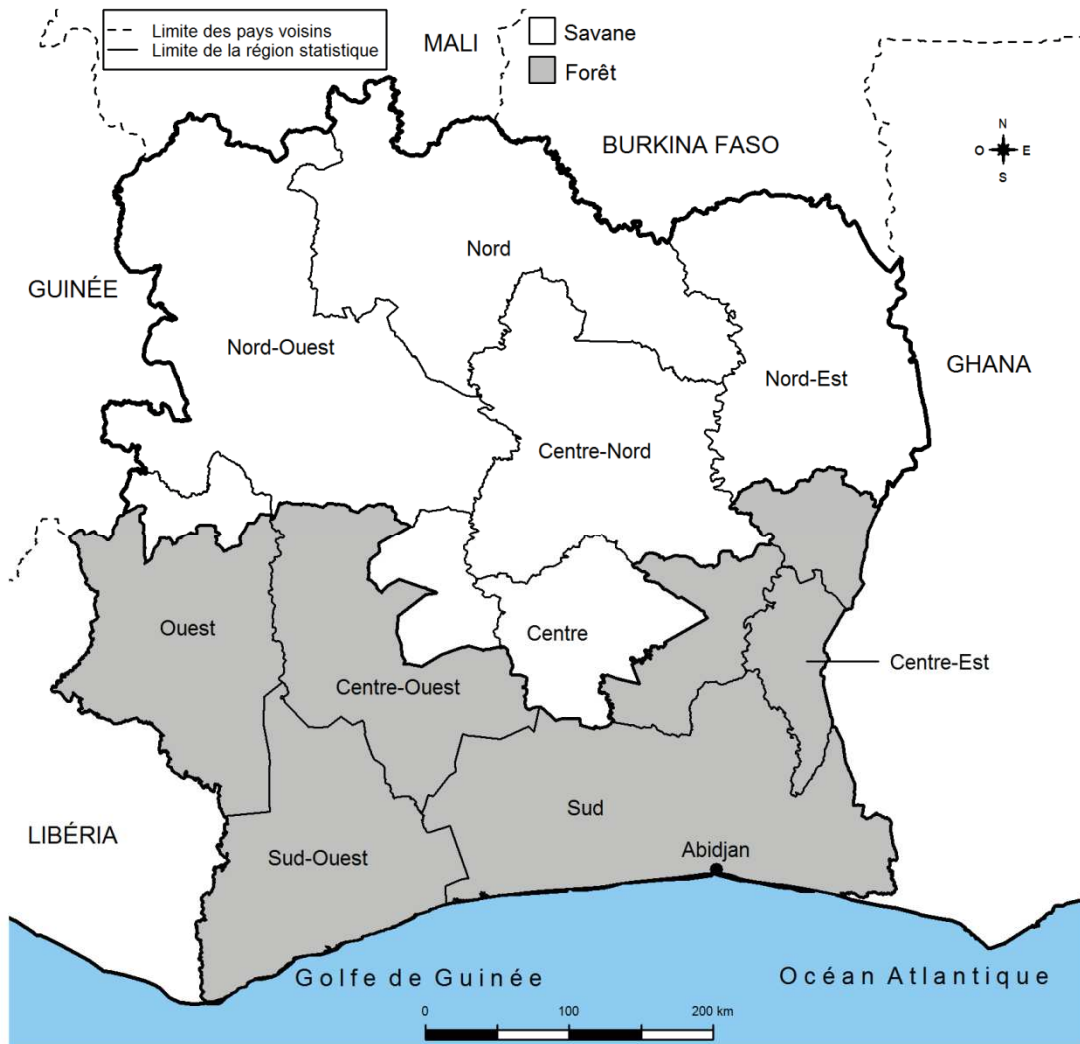 Limite des pays voisins
Limite de la région statistique
MALI
Savane
Forêt
BURKINA FASO
N
O E
S
Nord
GUINÉE
Nord-Ouest
Nord-Est
GHANA
Centre-Nord
Ouest
Centre
Centre-Est
Centre-Ouest
Sud
LIBÉRIA
Sud-Ouest
Abidjan
Golfe de Guinée
Océan Atlantique
0 100 200 km